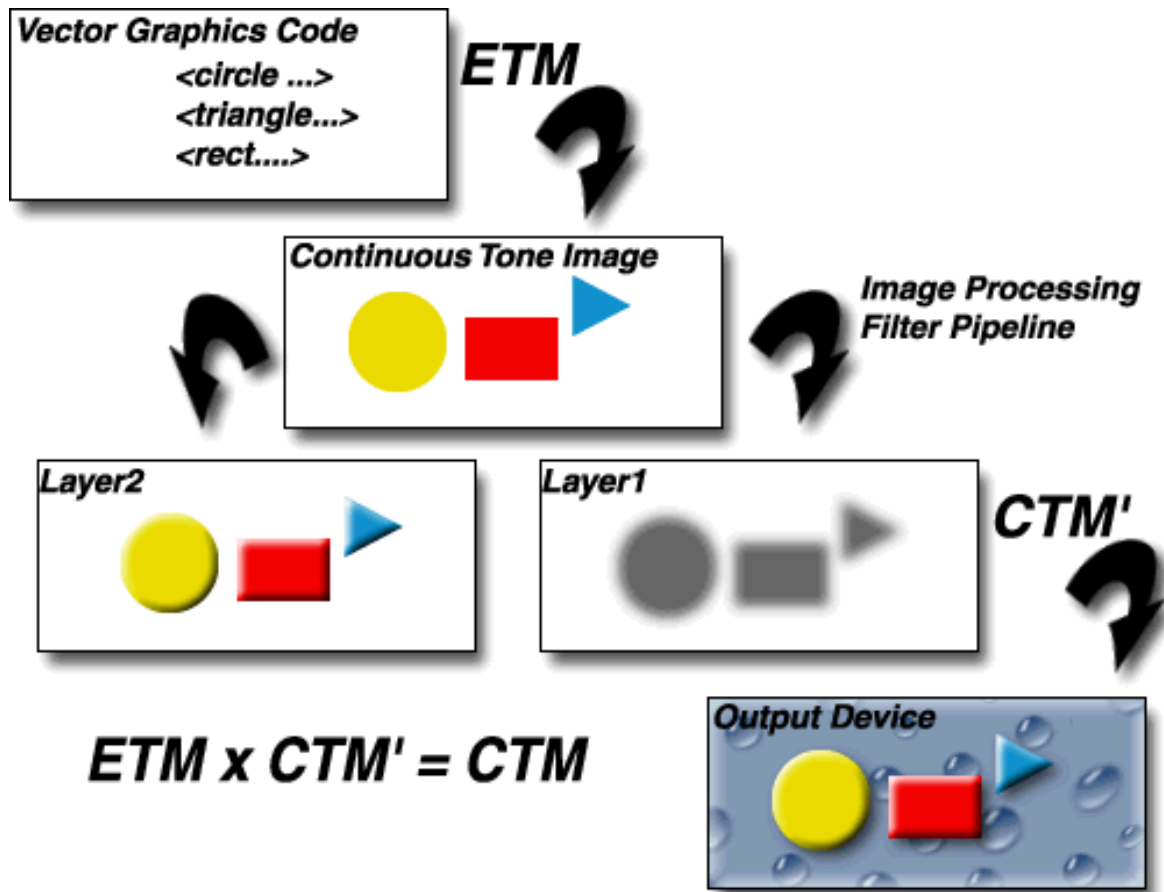 Vector Graphics Code
<circle ...>
<triangle...>
<rect....>
ETM
Continuous Tone Image
Image Processing
Filter Pipeline
Layer2
Layer1
CTM'
ETM x CTM' = CTM
Output Device